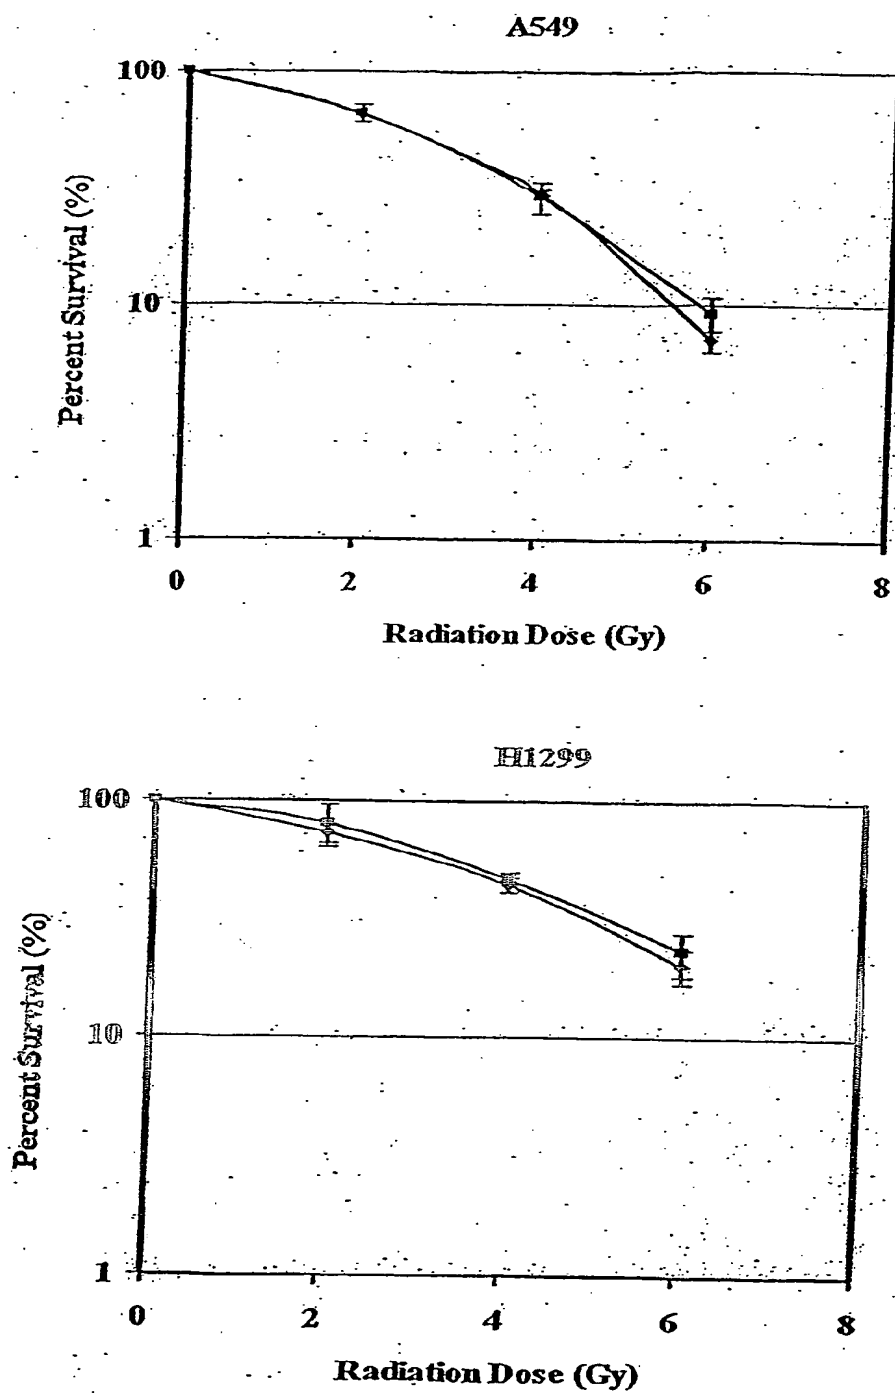 A549
100
10
1
Percent Survival (%)
0 2 4 6 8
Radiation Dose (Gy)
H1299
100
10
1
Percent Survival (%)
0 2 4 6 8
Radiation Dose (Gy)